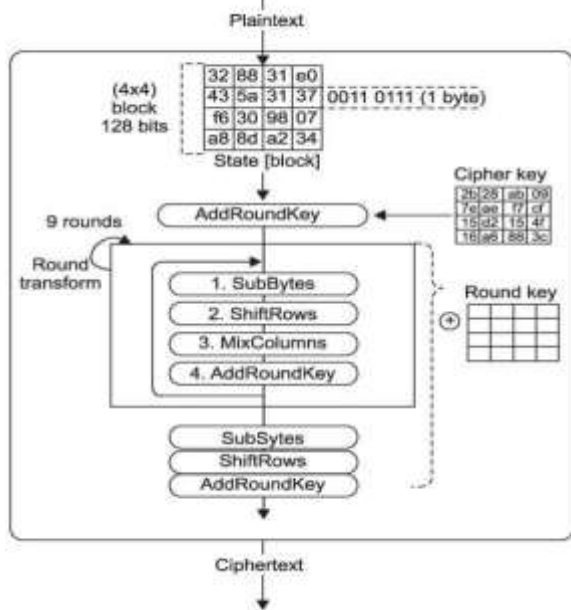 Plaintext
(4x4)
block
128 bits
32 88 31 e0
43 5a 31 37
f6 30 98 07
a8 8d a2 34
0011 0111 (1 byte)
State [block]
Cipher key
2b 28 ab 09
7e ae f7 cf
15 d2 15 4f
16 a6 88 3c
AddRoundKey
9 rounds
Round
transform
1. SubBytes
2. ShiftRows
3. MixColumns
4. AddRoundKey
Round key
+
SubSytes
ShiftRows
AddRoundKey
Ciphertext